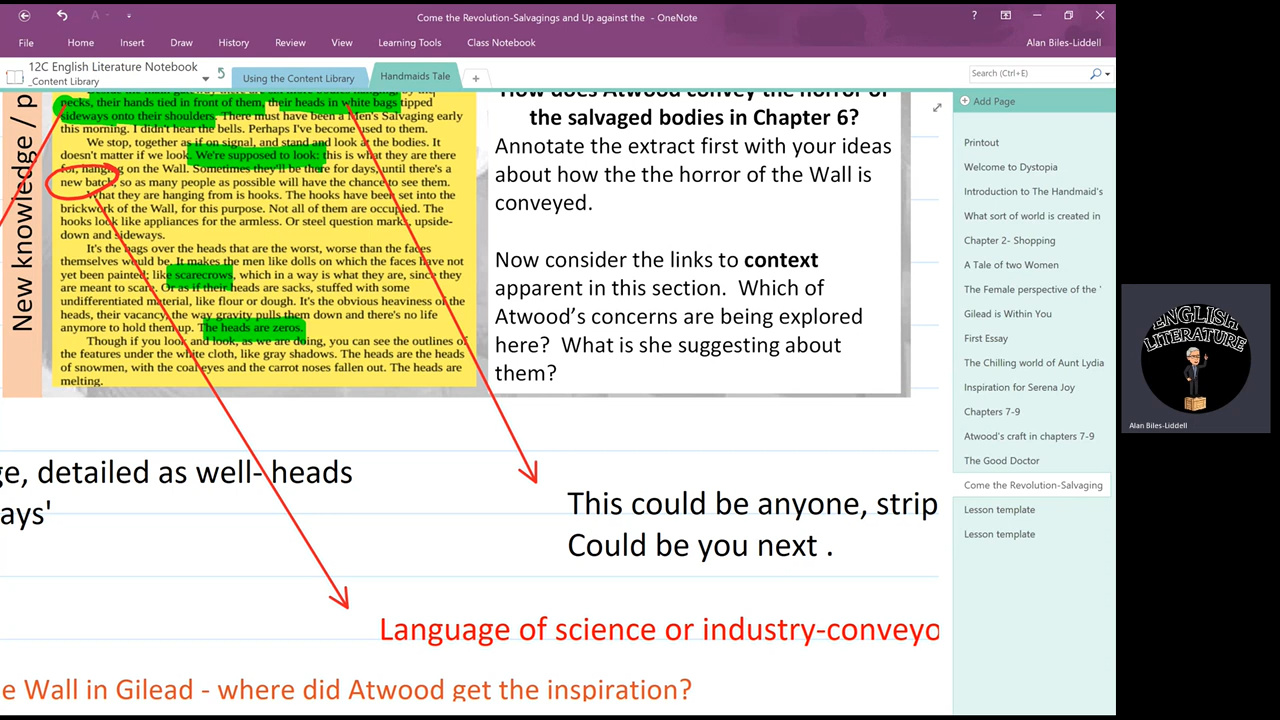 Come the Revolution-Salvagings and Up against the - OneNote
File Home Insert Draw History Review View Learning Tools Class Notebook
Alan Biles-Liddell
12C English Literature Notebook
_Content Library
Using the Content Library
Handmaids Tale
Search (Ctrl+E)
New knowledge / p
necks, their hands tied in front of them, their heads in white bags tipped
sideways onto their shoulders. There must have been a Men's Salvaging early
this morning. I didn't hear the bells. Perhaps I've become used to them.
We stop, together as if on signal, and stand and look at the bodies. It
doesn't matter if we look. We're supposed to look: this is what they are there
for, hanging on the Wall. Sometimes they'll be there for days, until there's a
new batch, so as many people as possible will have the chance to see them.
What they are hanging from is hooks. The hooks have been set into the
brickwork of the Wall, for this purpose. Not all of them are occupied. The
hooks look like appliances for the armless. Or steel question marks, upside-
down and sideways.
It's the bags over the heads that are the worst, worse than the faces
themselves would be. It makes the men like dolls on which the faces have not
yet been painted; like scarecrows, which in a way is what they are, since they
are meant to scare. Or as if their heads are sacks, stuffed with some
undifferentiated material, like flour or dough. It's the obvious heaviness of the
heads, their vacancy, the way gravity pulls them down and there's no life
anymore to hold them up. The heads are zeros.
Though if you look and look, as we are doing, you can see the outlines of
the features under the white cloth, like gray shadows. The heads are the heads
of snowmen, with the coal eyes and the carrot noses fallen out. The heads are
melting.
How does Atwood convey the horror of
the salvaged bodies in Chapter 6?
Annotate the extract first with your ideas
about how the the horror of the Wall is
conveyed.
Now consider the links to context
apparent in this section. Which of
Atwood's concerns are being explored
here? What is she suggesting about
them?
ge, detailed as well- heads
ays'
This could be anyone, strip
Could be you next .
Language of science or industry-conveyo
e Wall in Gilead - where did Atwood get the inspiration?
Add Page
Printout
Welcome to Dystopia
Introduction to The Handmaid's
What sort of world is created in
Chapter 2- Shopping
A Tale of two Women
The Female perspective of the '
Gilead is Within You
First Essay
The Chilling world of Aunt Lydia
Inspiration for Serena Joy
Chapters 7-9
Atwood's craft in chapters 7-9
The Good Doctor
Come the Revolution-Salvaging
Lesson template
Lesson template
ENGLISH
LITERATURE
Alan Biles-Liddell